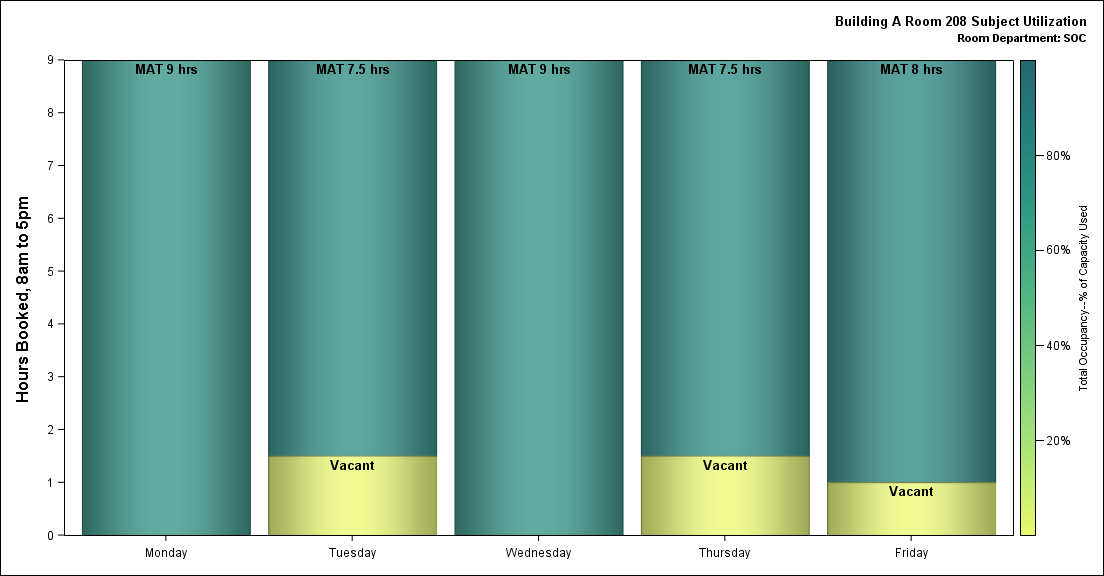 Building A Room 208 Subject Utilization
Room Department: SOC
Hours Booked, 8am to 5pm
9
8
7
6
5
4
3
2
1
0
MAT 9 hrs
MAT 7.5 hrs
MAT 9 hrs
MAT 7.5 hrs
MAT 8 hrs
Vacant
Vacant
Vacant
Monday
Tuesday
Wednesday
Thursday
Friday
80%
60%
40%
20%
Total Occupancy--% of Capacity Used